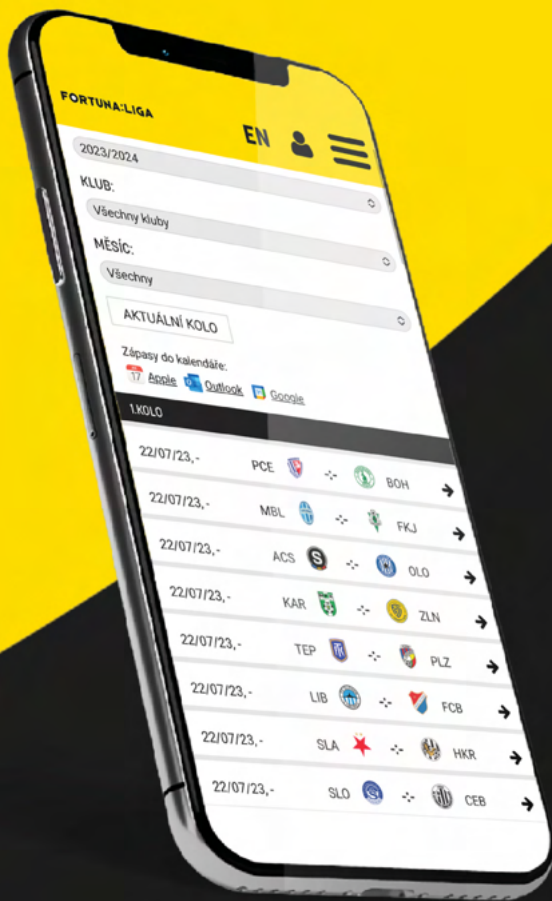 FORTUNA:LIGA
EN
2023/2024
KLUB:
Všechny kluby
MĚSÍC:
Všechny
AKTUÁLNÍ KOLO
Zápasy do kalendáře:
17 Apple Outlook Google
1.KOLO
22/07/23,- PCE -:- BOH
22/07/23,- MBL -:- FKJ
22/07/23,- ACS S -:- OLO
22/07/23,- KAR -:- ZLN
22/07/23,- TEP -:- PLZ
22/07/23,- LIB -:- FCB
22/07/23,- SLA -:- HKR
22/07/23,- SLO -:- CEB